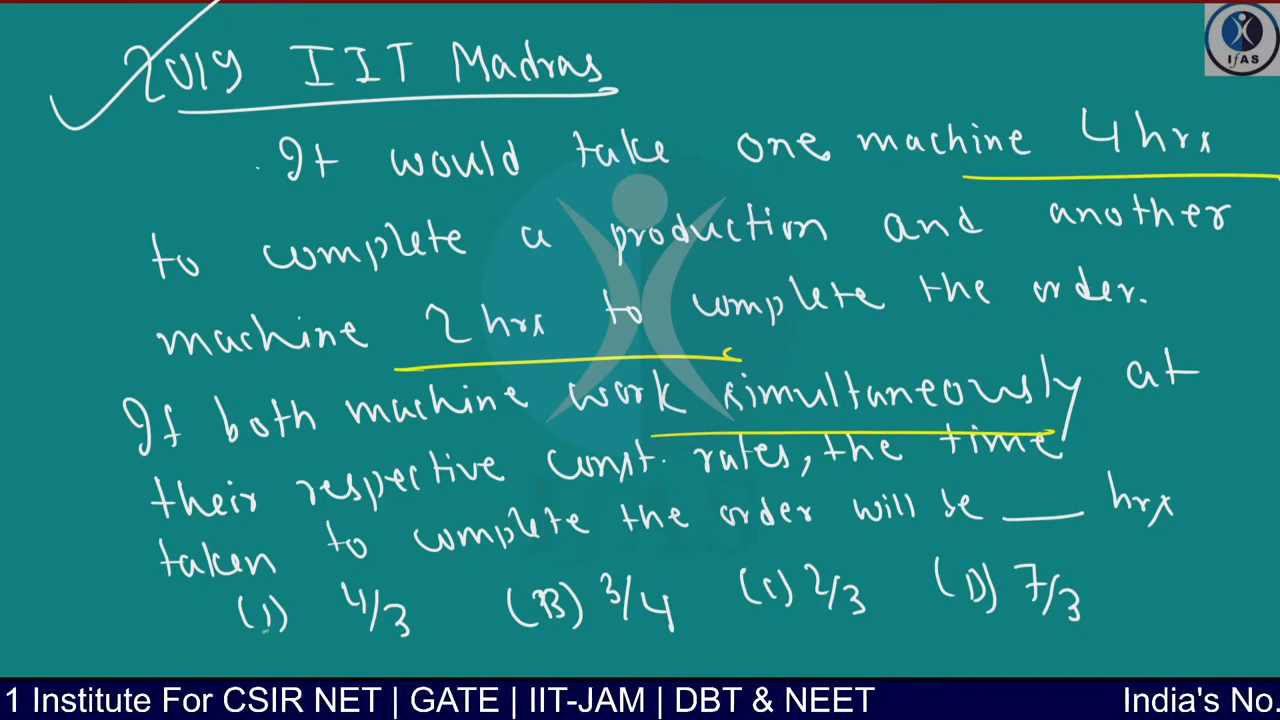 2019 IIT Madras
IfAS
It would take one machine 4 hrs
to complete a production and another
machine 2 hrs to complete the order.
If both machine work simultaneously at
their respective const. rates, the time
taken to complete the order will be ___ hrs
(1) 4/3 (B) 3/4 (C) 2/3 (D) 7/3
iFAS
1 Institute For CSIR NET | GATE | IIT-JAM | DBT & NEET India's No.